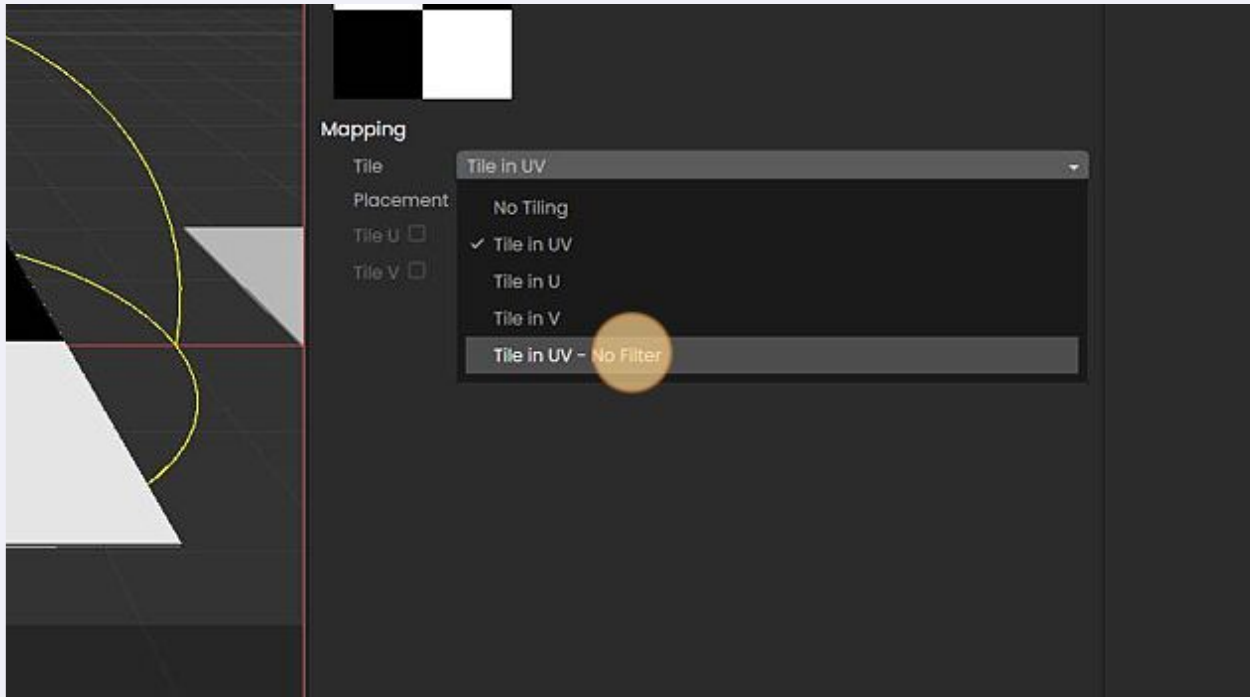 Mapping
Tile Tile in UV
Placement
No Tiling
Tile U
✓ Tile in UV
Tile V
Tile in U
Tile in V
Tile in UV - No Filter